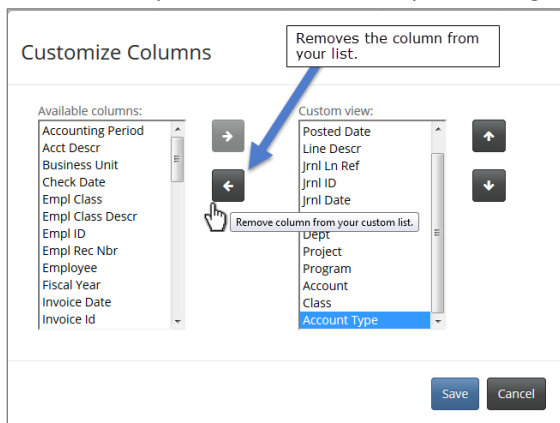 Customize Columns
Removes the column from
your list.
Available columns:
Accounting Period
Acct Descr
Business Unit
Check Date
Empl Class
Empl Class Descr
Empl ID
Empl Rec Nbr
Employee
Fiscal Year
Invoice Date
Invoice Id
Custom view:
Posted Date
Line Descr
Jrnl Ln Ref
Jrnl ID
Jrnl Date
Remove column from your custom list.
Dept
Project
Program
Account
Class
Account Type
Save
Cancel